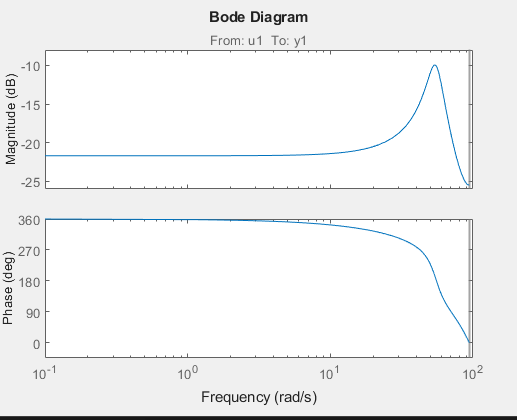 Bode Diagram
From: u1 To: y1
Magnitude (dB)
-10
-15
-20
-25
Phase (deg)
360
270
180
90
0
10^-1 10^0 10^1 10^2
Frequency (rad/s)